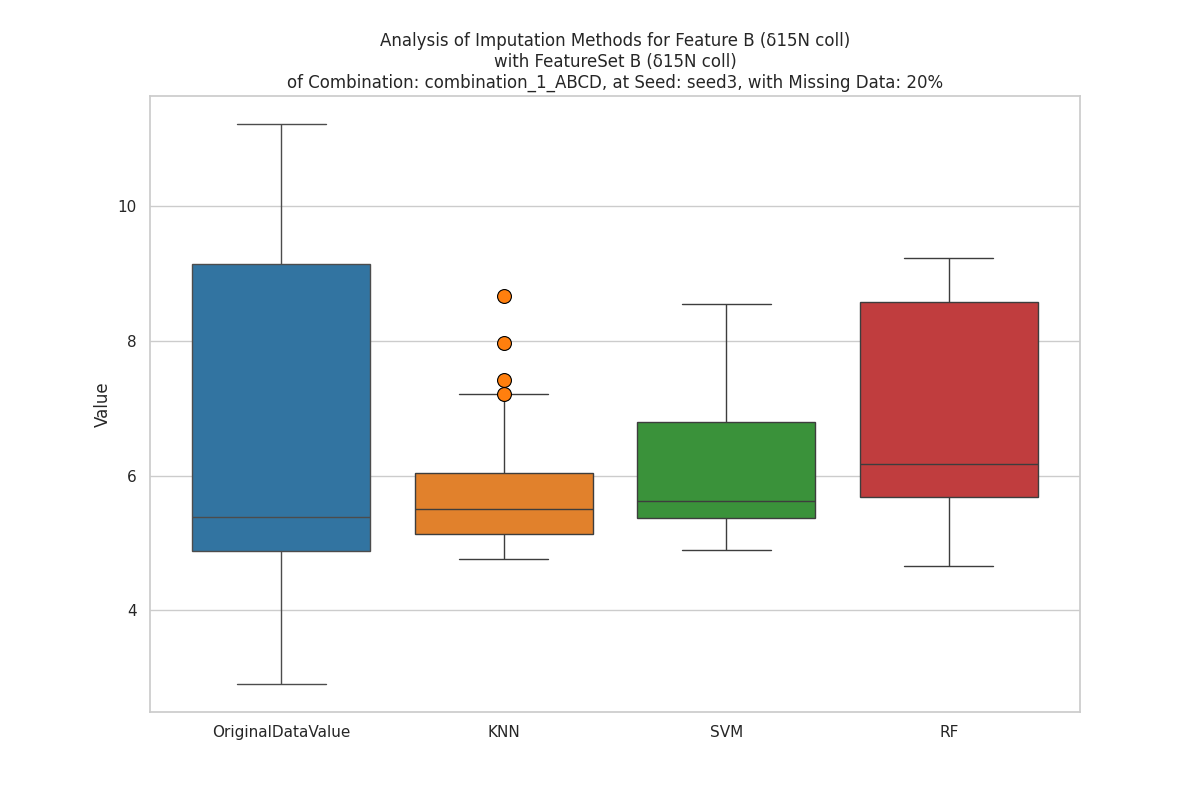 Analysis of Imputation Methods for Feature B (δ15N coll)
with FeatureSet B (δ15N coll)
of Combination: combination_1_ABCD, at Seed: seed3, with Missing Data: 20%
10
8
6
4
Value
OriginalDataValue
KNN
SVM
RF